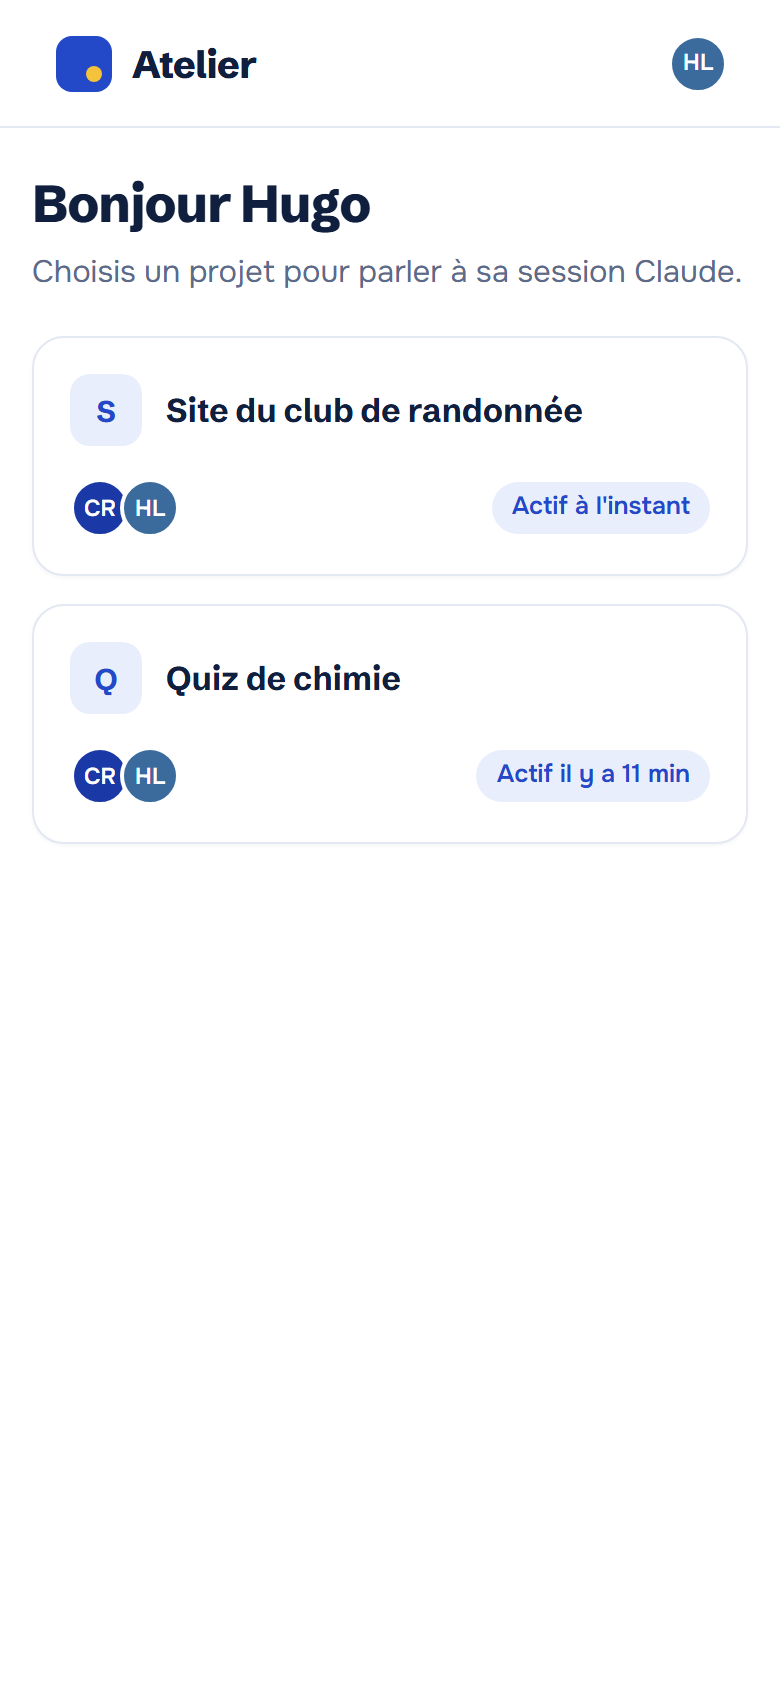 Atelier
HL
Bonjour Hugo
Choisis un projet pour parler à sa session Claude.
S
Site du club de randonnée
CR HL
Actif à l'instant
Q
Quiz de chimie
CR HL
Actif il y a 11 min